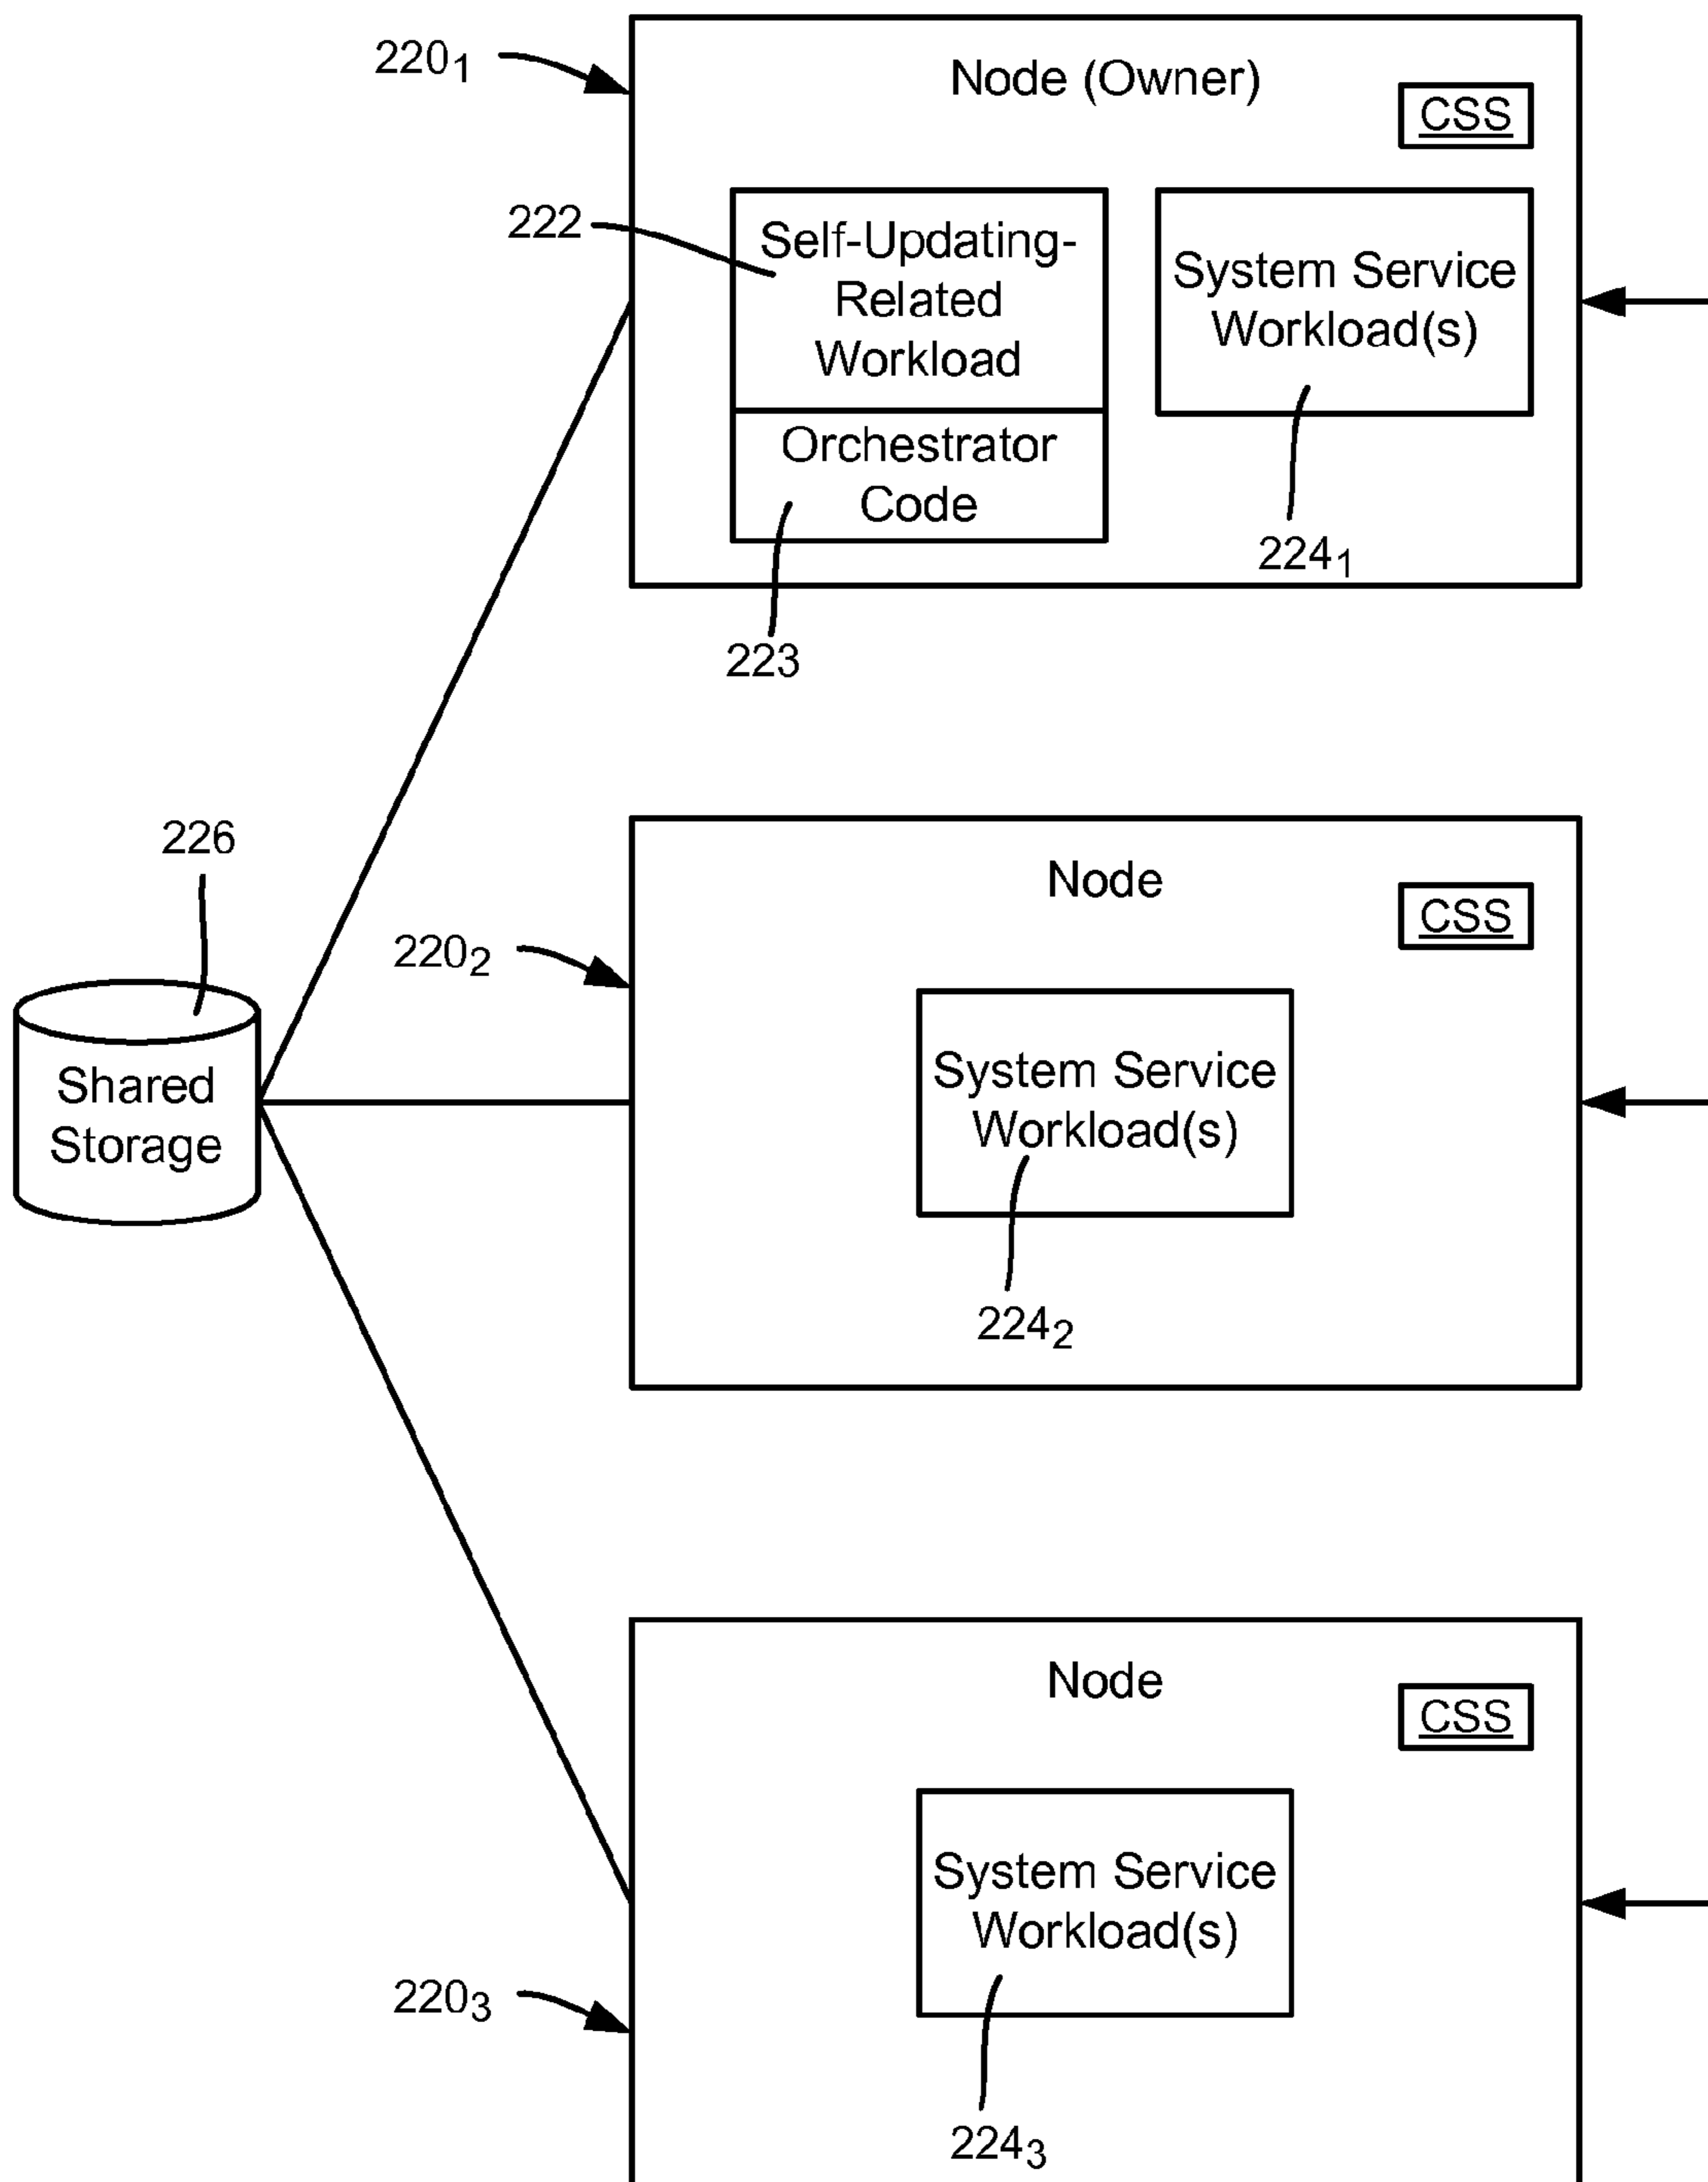 220₁
Node (Owner)
CSS
222
Self-Updating-
Related
Workload
System Service
Workload(s)
Orchestrator
Code
224₁
223
226
Node
CSS
220₂
Shared
Storage
System Service
Workload(s)
224₂
Node
CSS
System Service
Workload(s)
220₃
224₃